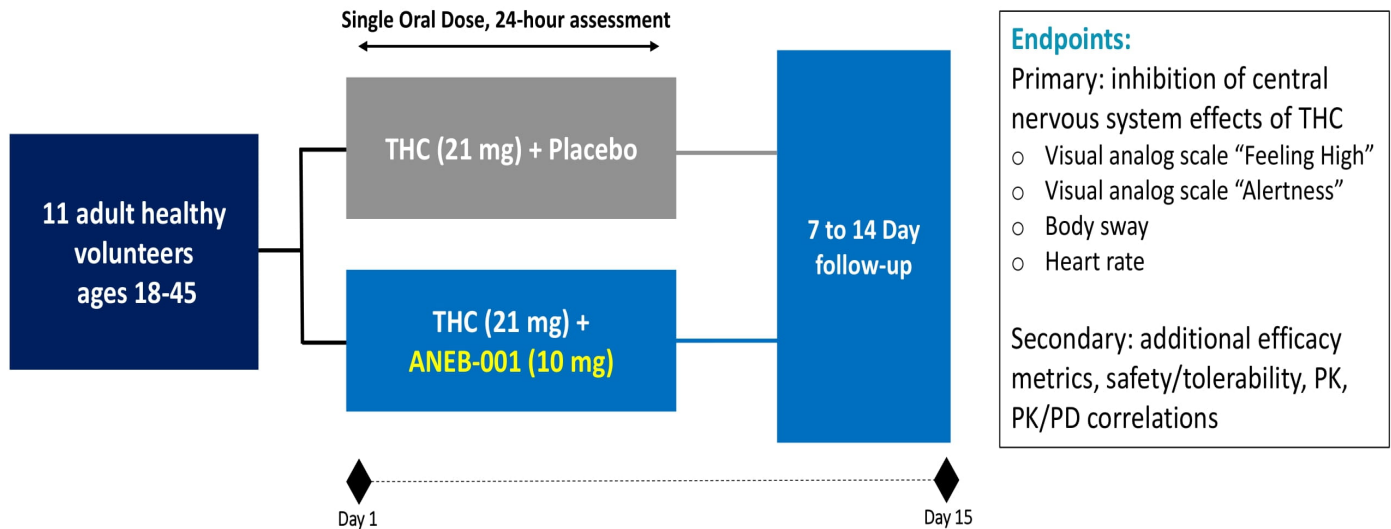 Single Oral Dose, 24-hour assessment
11 adult healthy
volunteers
ages 18-45
THC (21 mg) + Placebo
THC (21 mg) +
ANEB-001 (10 mg)
7 to 14 Day
follow-up
Day 1
Day 15
Endpoints:
Primary: inhibition of central
nervous system effects of THC
o Visual analog scale “Feeling High”
o Visual analog scale “Alertness”
o Body sway
o Heart rate
Secondary: additional efficacy
metrics, safety/tolerability, PK,
PK/PD correlations